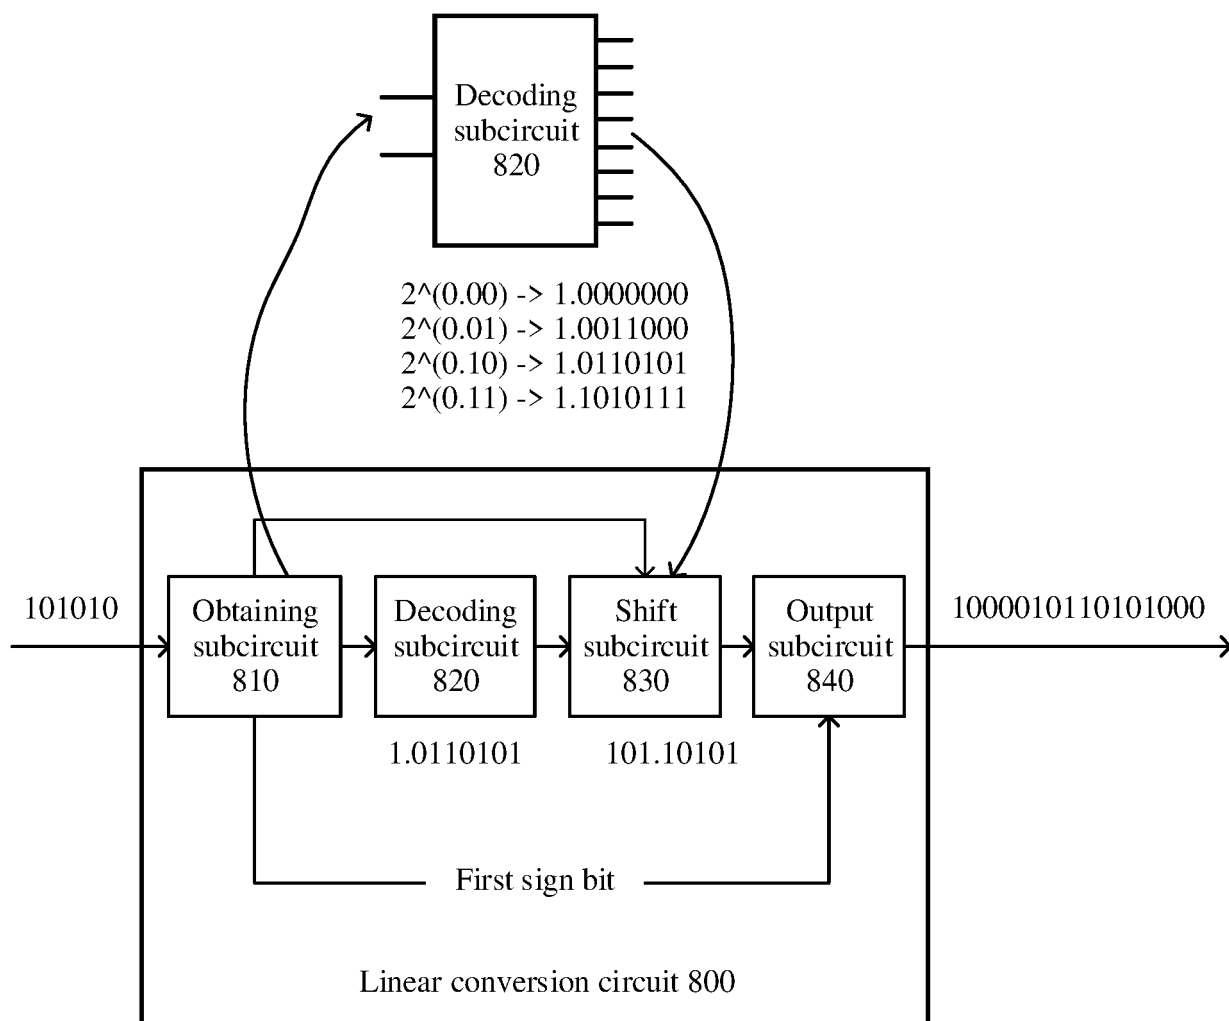 Decoding
subcircuit
820
2^(0.00) -> 1.0000000
2^(0.01) -> 1.0011000
2^(0.10) -> 1.0110101
2^(0.11) -> 1.1010111
101010
Obtaining
subcircuit
810
Decoding
subcircuit
820
Shift
subcircuit
830
Output
subcircuit
840
1000010110101000
1.0110101
101.10101
First sign bit
Linear conversion circuit 800